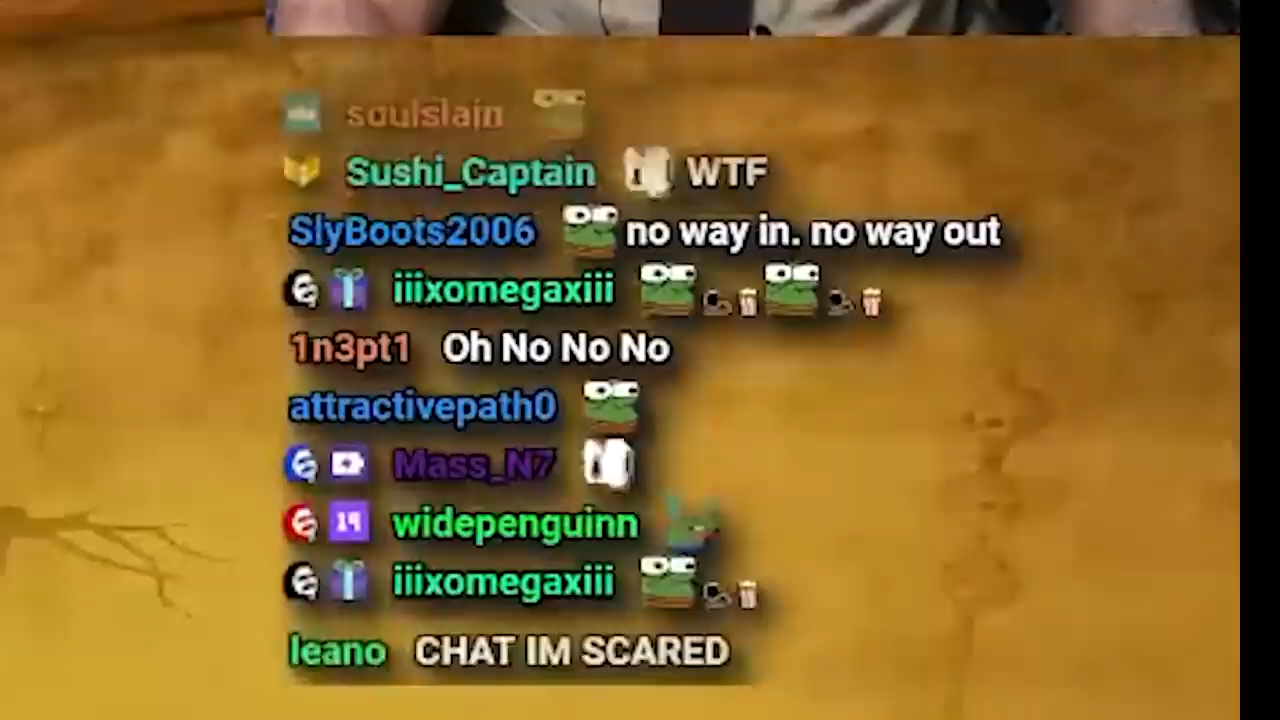 soulslain
Sushi_Captain WTF
SlyBoots2006 no way in. no way out
iiixomegaxiii
1n3pt1 Oh No No No
attractivepath0
Mass_N7
19 widepenguinn
iiixomegaxiii
leano CHAT IM SCARED